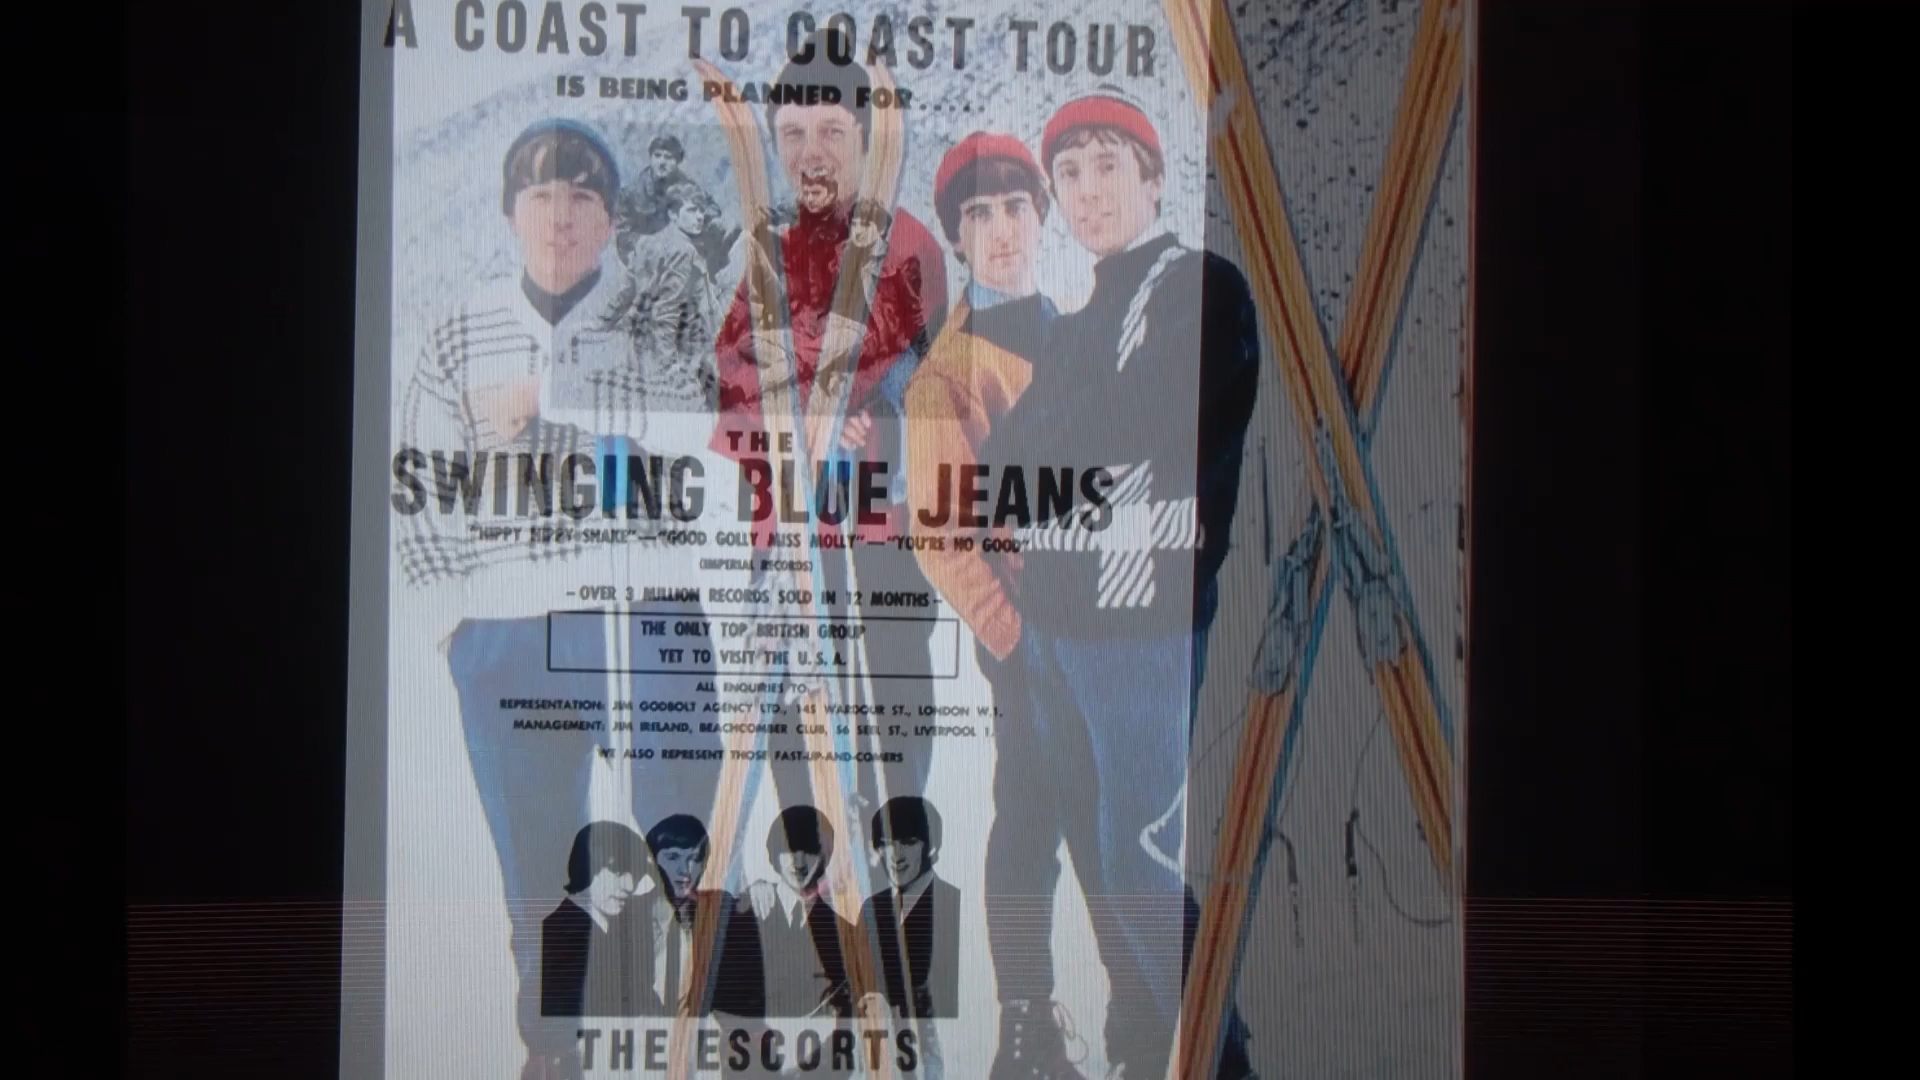 A COAST TO COAST TOUR
IS BEING PLANNED FOR.....
THE
SWINGING BLUE JEANS
"HIPPY HIPPY SHAKE"—"GOOD GOLLY MISS MOLLY"—"YOU'RE NO GOOD"
(IMPERIAL RECORDS)
- OVER 3 MILLION RECORDS SOLD IN 12 MONTHS -
THE ONLY TOP BRITISH GROUP
YET TO VISIT THE U.S.A.
ALL ENQUIRIES TO:
REPRESENTATION: JIM GODBOLT AGENCY LTD., 145 WARDOUR ST., LONDON W.1.
MANAGEMENT: JIM IRELAND, BEACHCOMBER CLUB, 56 SEEL ST., LIVERPOOL 1.
WE ALSO REPRESENT THOSE FAST-UP-AND-COMERS
THE ESCORTS